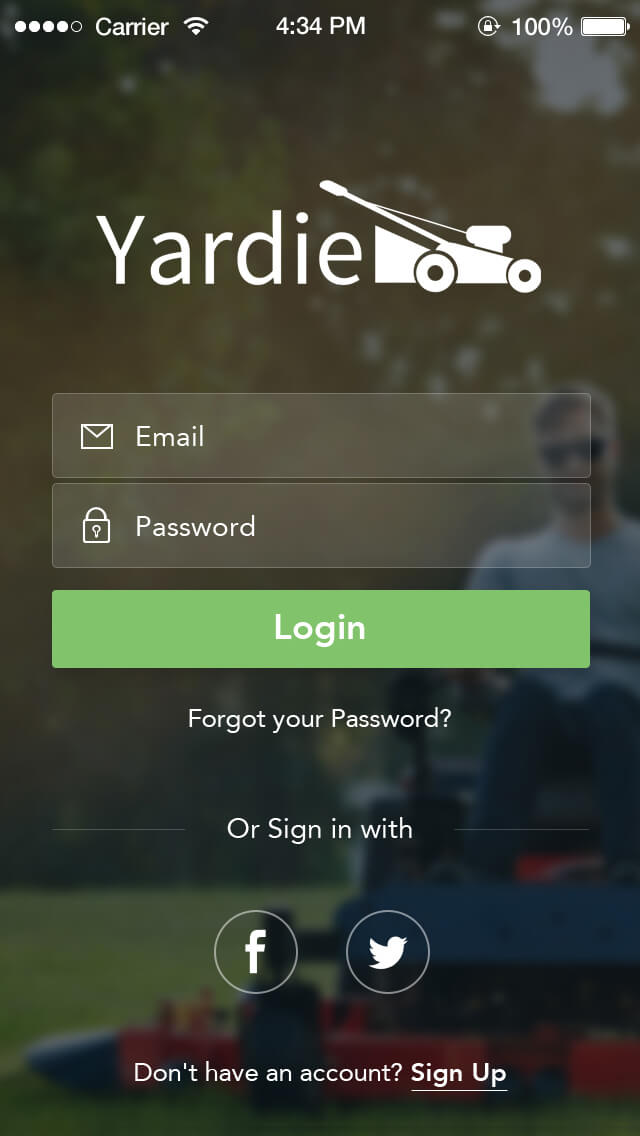 Carrier 4:34 PM 100%
Yardie
Email
Password
Login
Forgot your Password?
Or Sign in with
f
Don't have an account? Sign Up